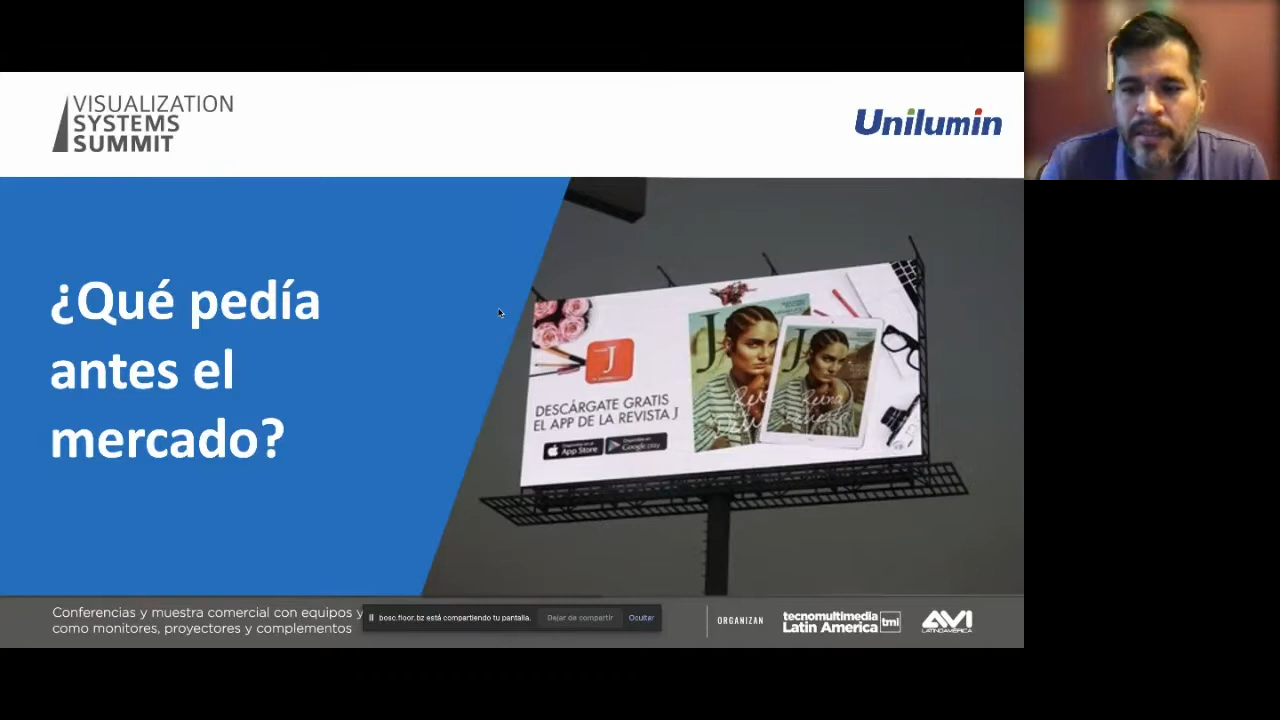 VISUALIZATION
SYSTEMS
SUMMIT
Unilumin
¿Qué pedía
antes el
mercado?
J
DESCÁRGATE GRATIS
EL APP DE LA REVISTA J
App Store
Google play
J
J
Conferencias y muestra comercial con equipos y
como monitores, proyectores y complementos
bosc.floor.bz está compartiendo tu pantalla.
Dejar de compartir
Ocultar
ORGANIZAN
tecnomultimedia
Latin America
tmi
AVI
LATINOAMÉRICA